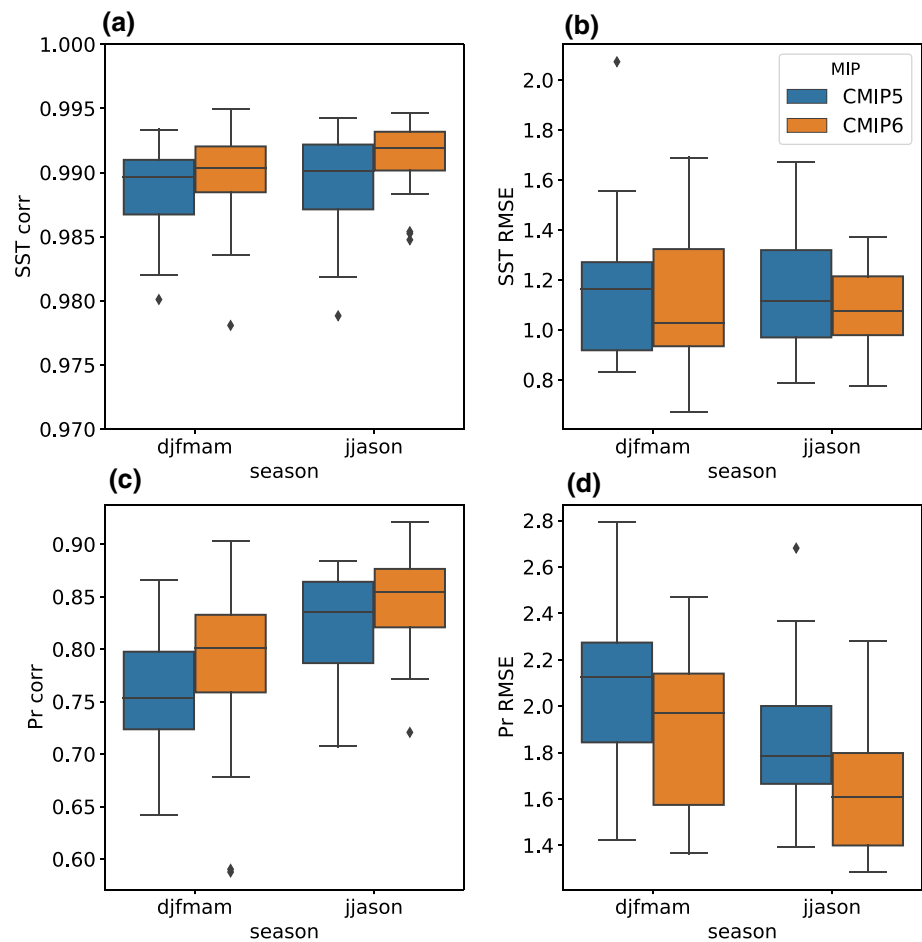 (a)
1.000
0.995
0.990
0.985
0.980
0.975
0.970
SST corr
djfmam
jjason
season
(b)
2.0
1.8
1.6
1.4
1.2
1.0
0.8
SST RMSE
MIP
CMIP5
CMIP6
djfmam
jjason
season
(c)
0.90
0.85
0.80
0.75
0.70
0.65
0.60
Pr corr
djfmam
jjason
season
(d)
2.8
2.6
2.4
2.2
2.0
1.8
1.6
1.4
Pr RMSE
djfmam
jjason
season